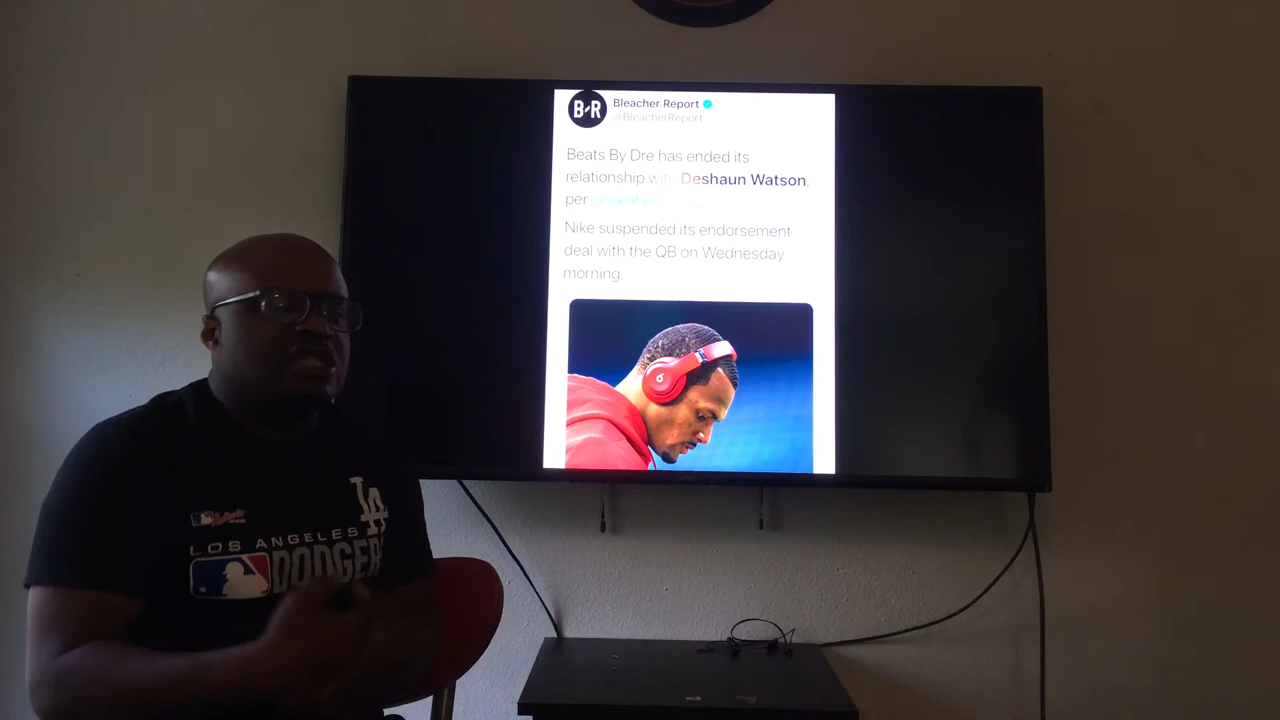 B/R
Bleacher Report
@BleacherReport
Beats By Dre has ended its
relationship with Deshaun Watson,
per
Nike suspended its endorsement
deal with the QB on Wednesday
morning.
LA
LOS ANGELES
DODGERS